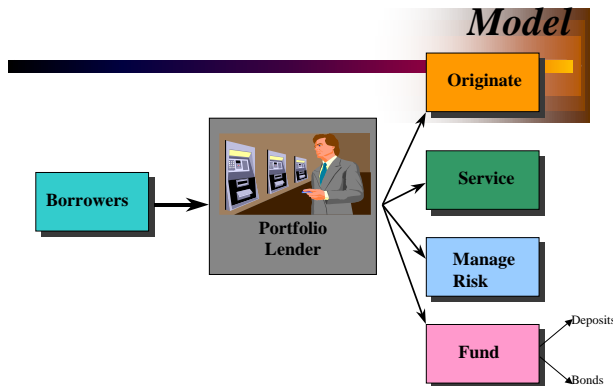 Model
Originate
Borrowers
Portfolio
Lender
Service
Manage
Risk
Fund
Deposits
Bonds